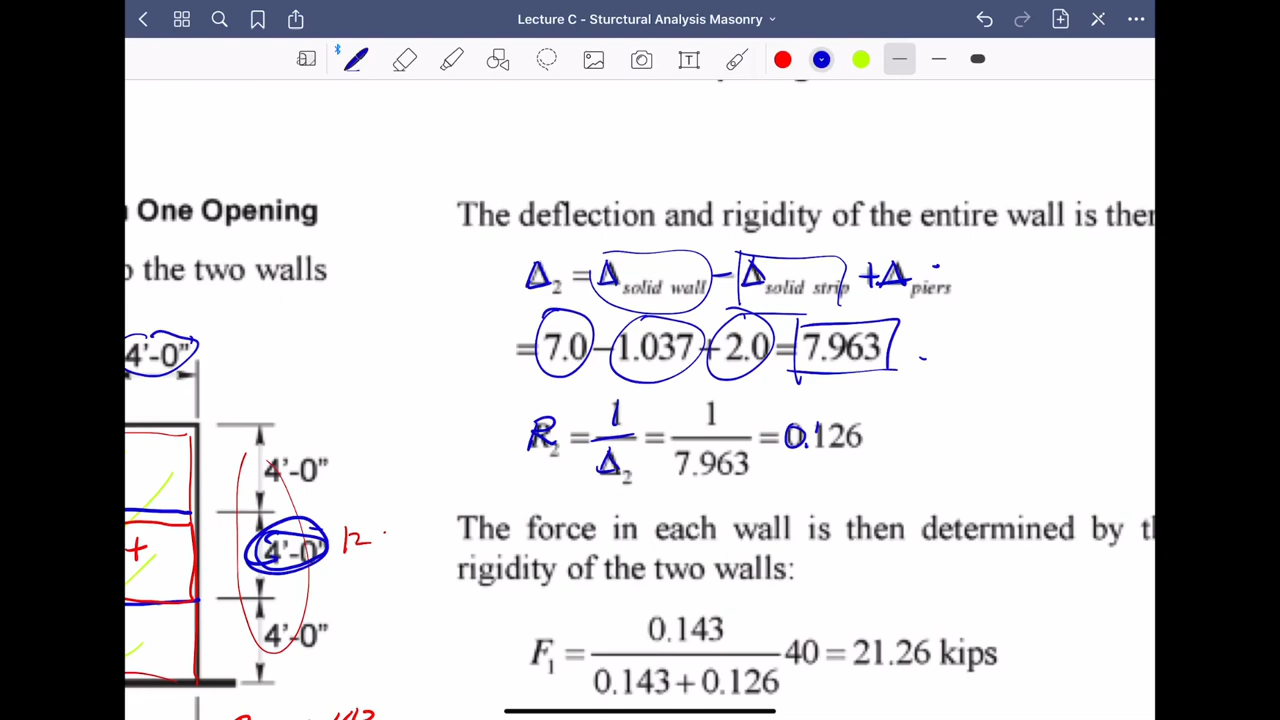 Lecture C - Sturctural Analysis Masonry
One Opening
o the two walls
4'-0"
4'-0"
4'-0"
12
4'-0"
+
The deflection and rigidity of the entire wall is then
Δ2 = Δsolid wall - Δsolid strip + Δpiers
= 7.0 - 1.037 + 2.0 = 7.963
R2 = 1/Δ2 = 1/7.963 = 0.126
The force in each wall is then determined by
rigidity of the two walls:
F1 = 0.143/(0.143 + 0.126) 40 = 21.26 kips